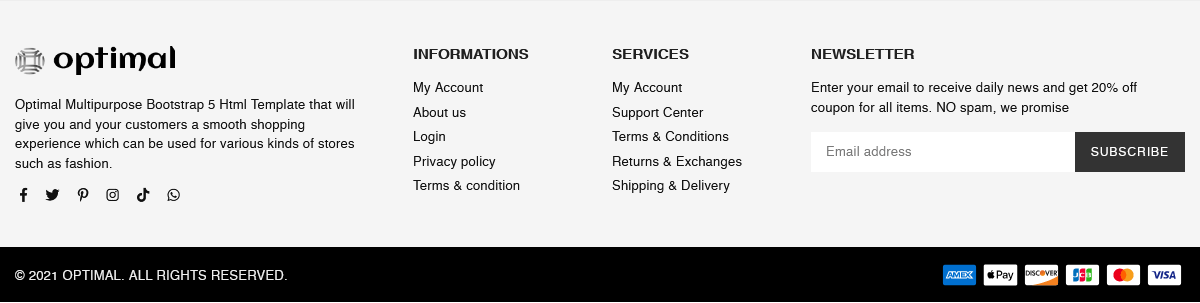 optimal
Optimal Multipurpose Bootstrap 5 Html Template that will
give you and your customers a smooth shopping
experience which can be used for various kinds of stores
such as fashion.
INFORMATIONS
My Account
About us
Login
Privacy policy
Terms & condition
SERVICES
My Account
Support Center
Terms & Conditions
Returns & Exchanges
Shipping & Delivery
NEWSLETTER
Enter your email to receive daily news and get 20% off
coupon for all items. NO spam, we promise
Email address
SUBSCRIBE
© 2021 OPTIMAL. ALL RIGHTS RESERVED.
AMEX
Pay
DISCOVER
JCB
VISA